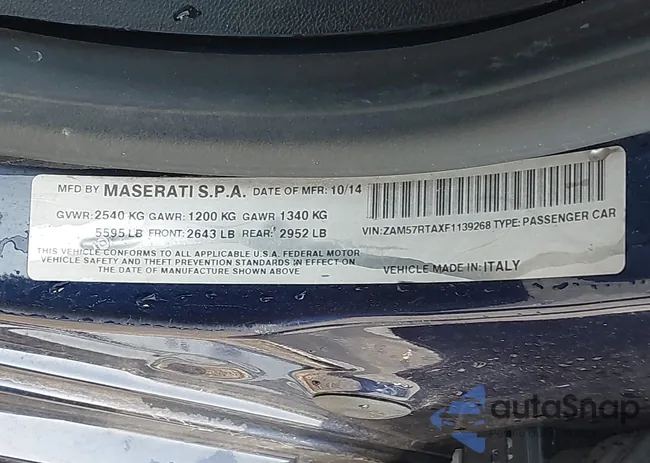 MFD BY MASERATI S.P.A. DATE OF MFR: 10/14
GVWR: 2540 KG GAWR: 1200 KG GAWR 1340 KG
5595 LB FRONT: 2643 LB REAR: 2952 LB
THIS VEHICLE CONFORMS TO ALL APPLICABLE U.S.A. FEDERAL MOTOR
VEHICLE SAFETY AND THEFT PREVENTION STANDARDS IN EFFECT ON
THE DATE OF MANUFACTURE SHOWN ABOVE
VIN: ZAM57RTAXF1139268 TYPE: PASSENGER CAR
VEHICLE MADE IN: ITALY
autoSnap